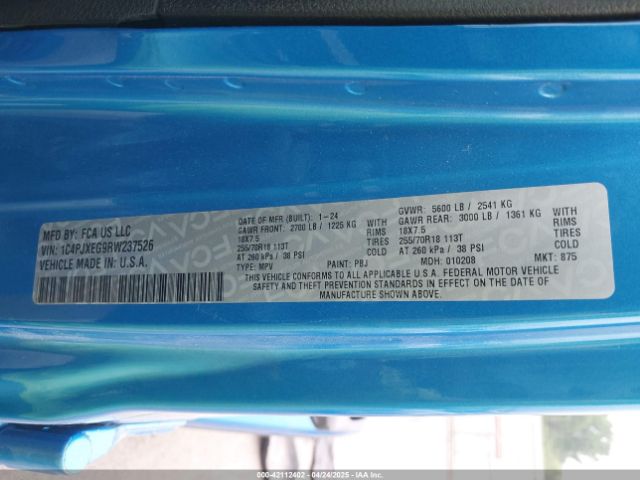 MFD BY: FCA US LLC
VIN: 1C4PJXEG9RW237526
VEHICLE MADE IN U.S.A.
DATE OF MFR (BUILT): 1-24
GAWR FRONT: 2700 LB / 1225 KG WITH
18X7.5 RIMS
255/70R18 113T TIRES
AT 260 kPa / 38 PSI COLD
TYPE: MPV PAINT: PBJ
GVWR: 5600 LB / 2541 KG
GAWR REAR: 3000 LB / 1361 KG WITH
18X7.5 RIMS
255/70R18 113T TIRES
AT 260 kPa / 38 PSI COLD
MDH: 010208 MKT: 875
THIS VEHICLE CONFORMS TO ALL APPLICABLE U.S.A. FEDERAL MOTOR VEHICLE
SAFETY AND THEFT PREVENTION STANDARDS IN EFFECT ON THE DATE OF
MANUFACTURE SHOWN ABOVE.
000-42112402 - 04/24/2025 - IAA Inc.